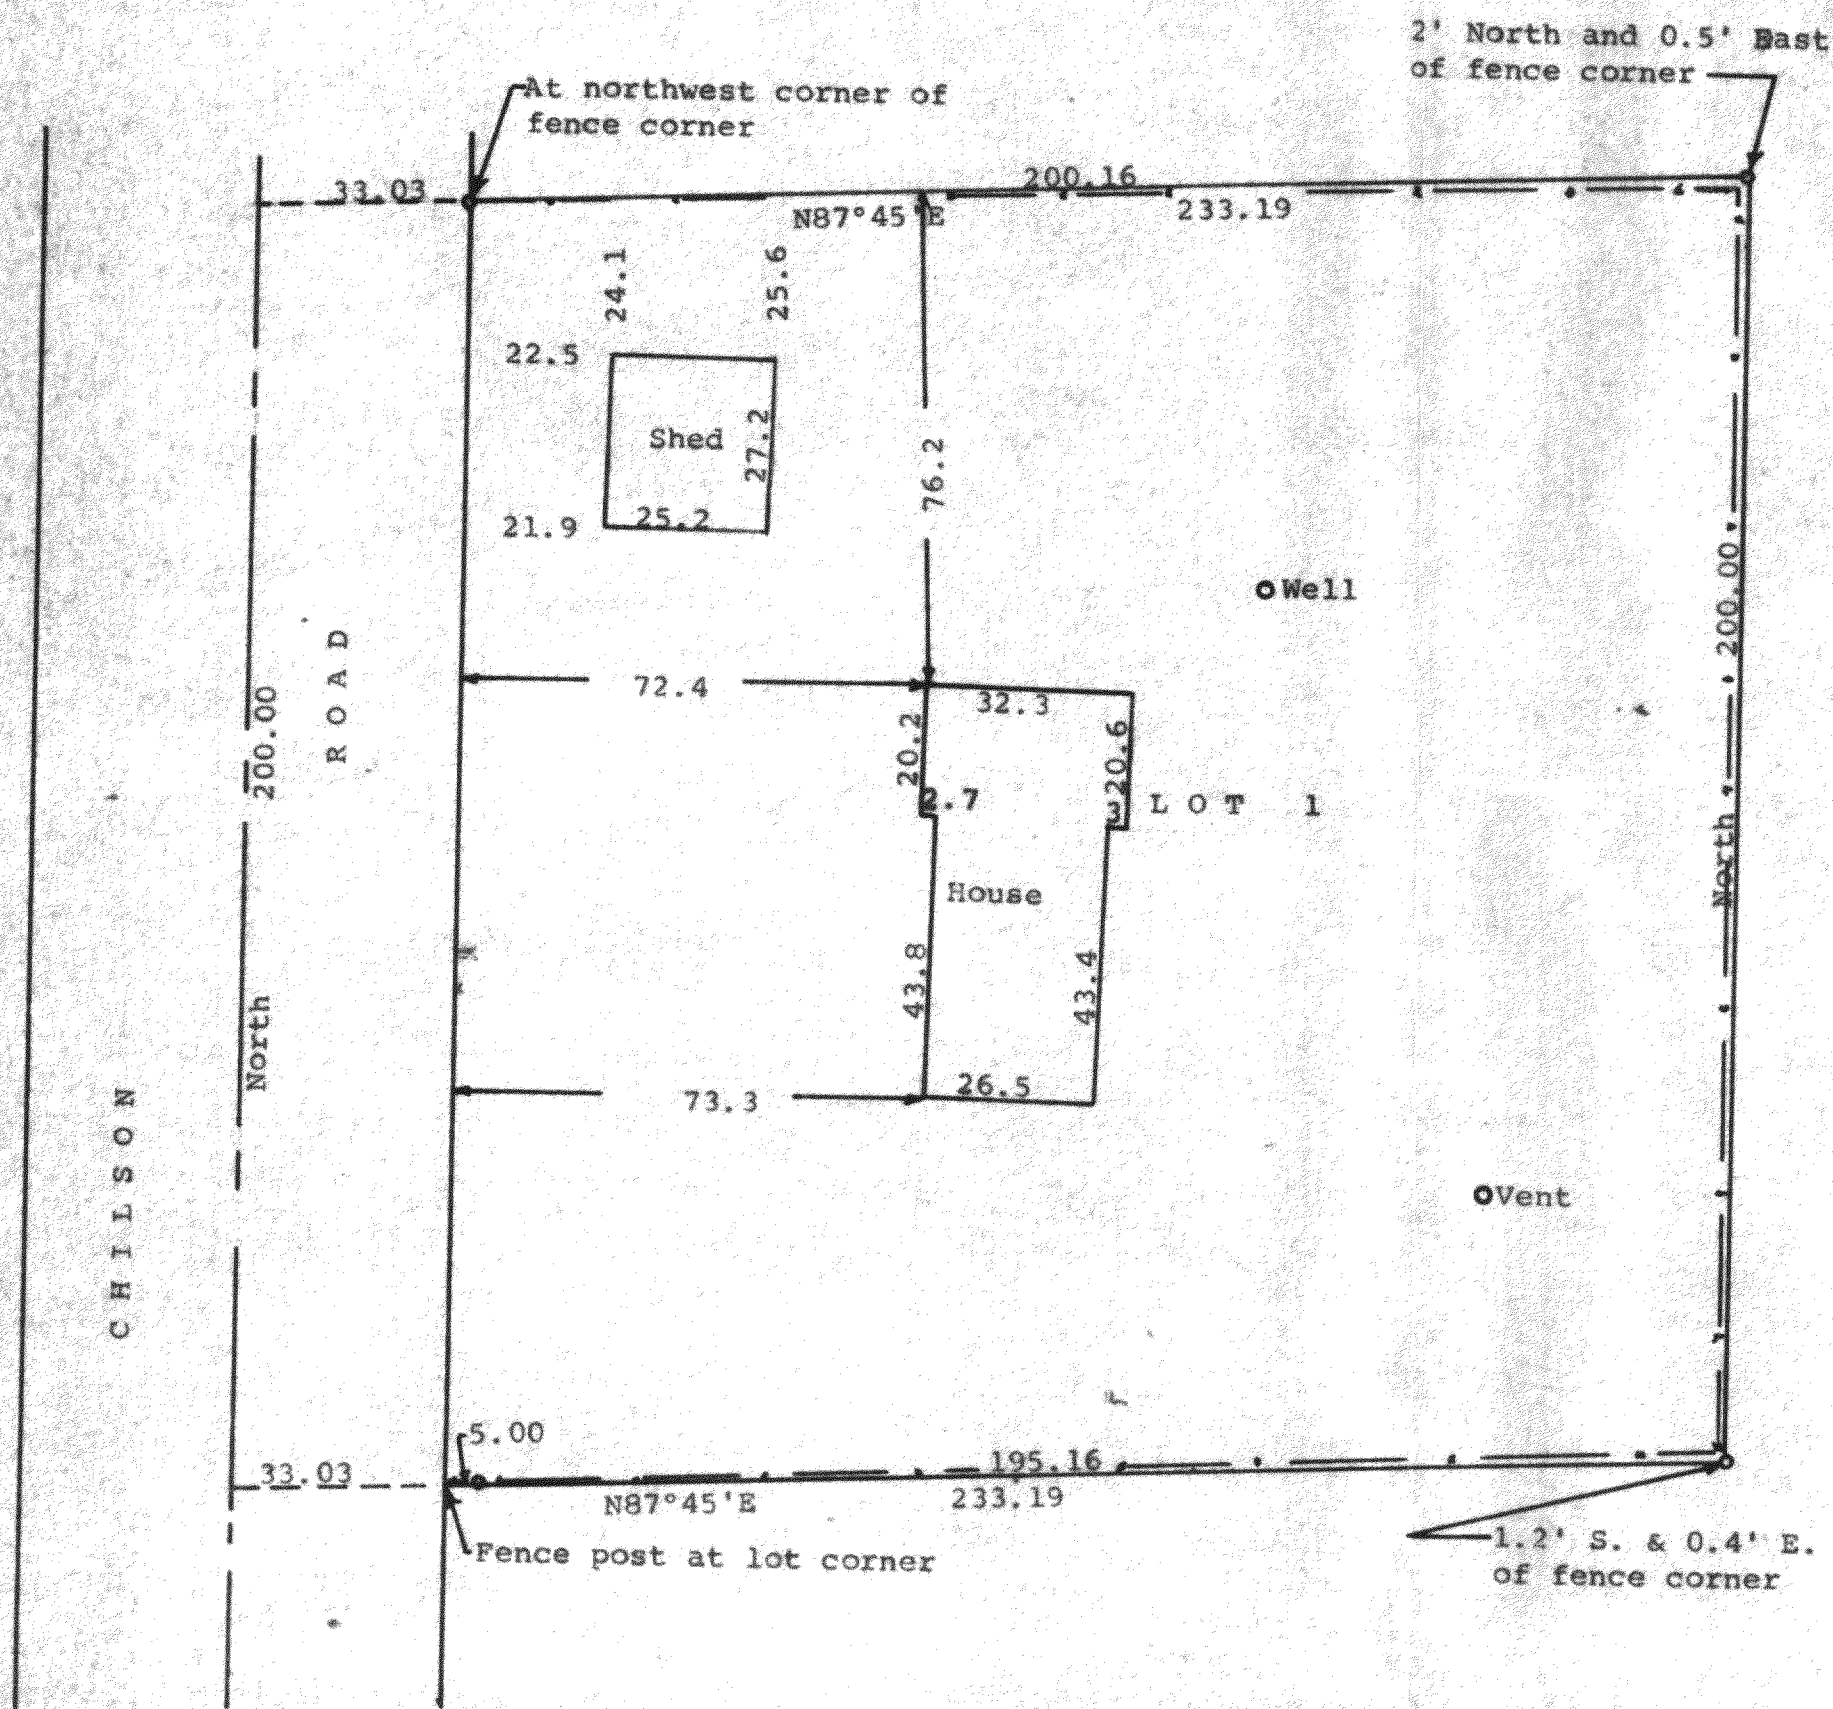 2' North and 0.5' East
of fence corner
At northwest corner of
fence corner
33.03
200.16
N87°45'E
233.19
24.1
25.6
22.5
Shed
27.2
25.2
21.9
76.2
Well
200.00
North
ROAD
200.00
North
CHILSON
72.4
32.3
20.2
20.6
2.7
3
LOT 1
House
43.8
43.4
73.3
26.5
Vent
5.00
33.03
195.16
N87°45'E
233.19
Fence post at lot corner
1.2' S. & 0.4' E.
of fence corner